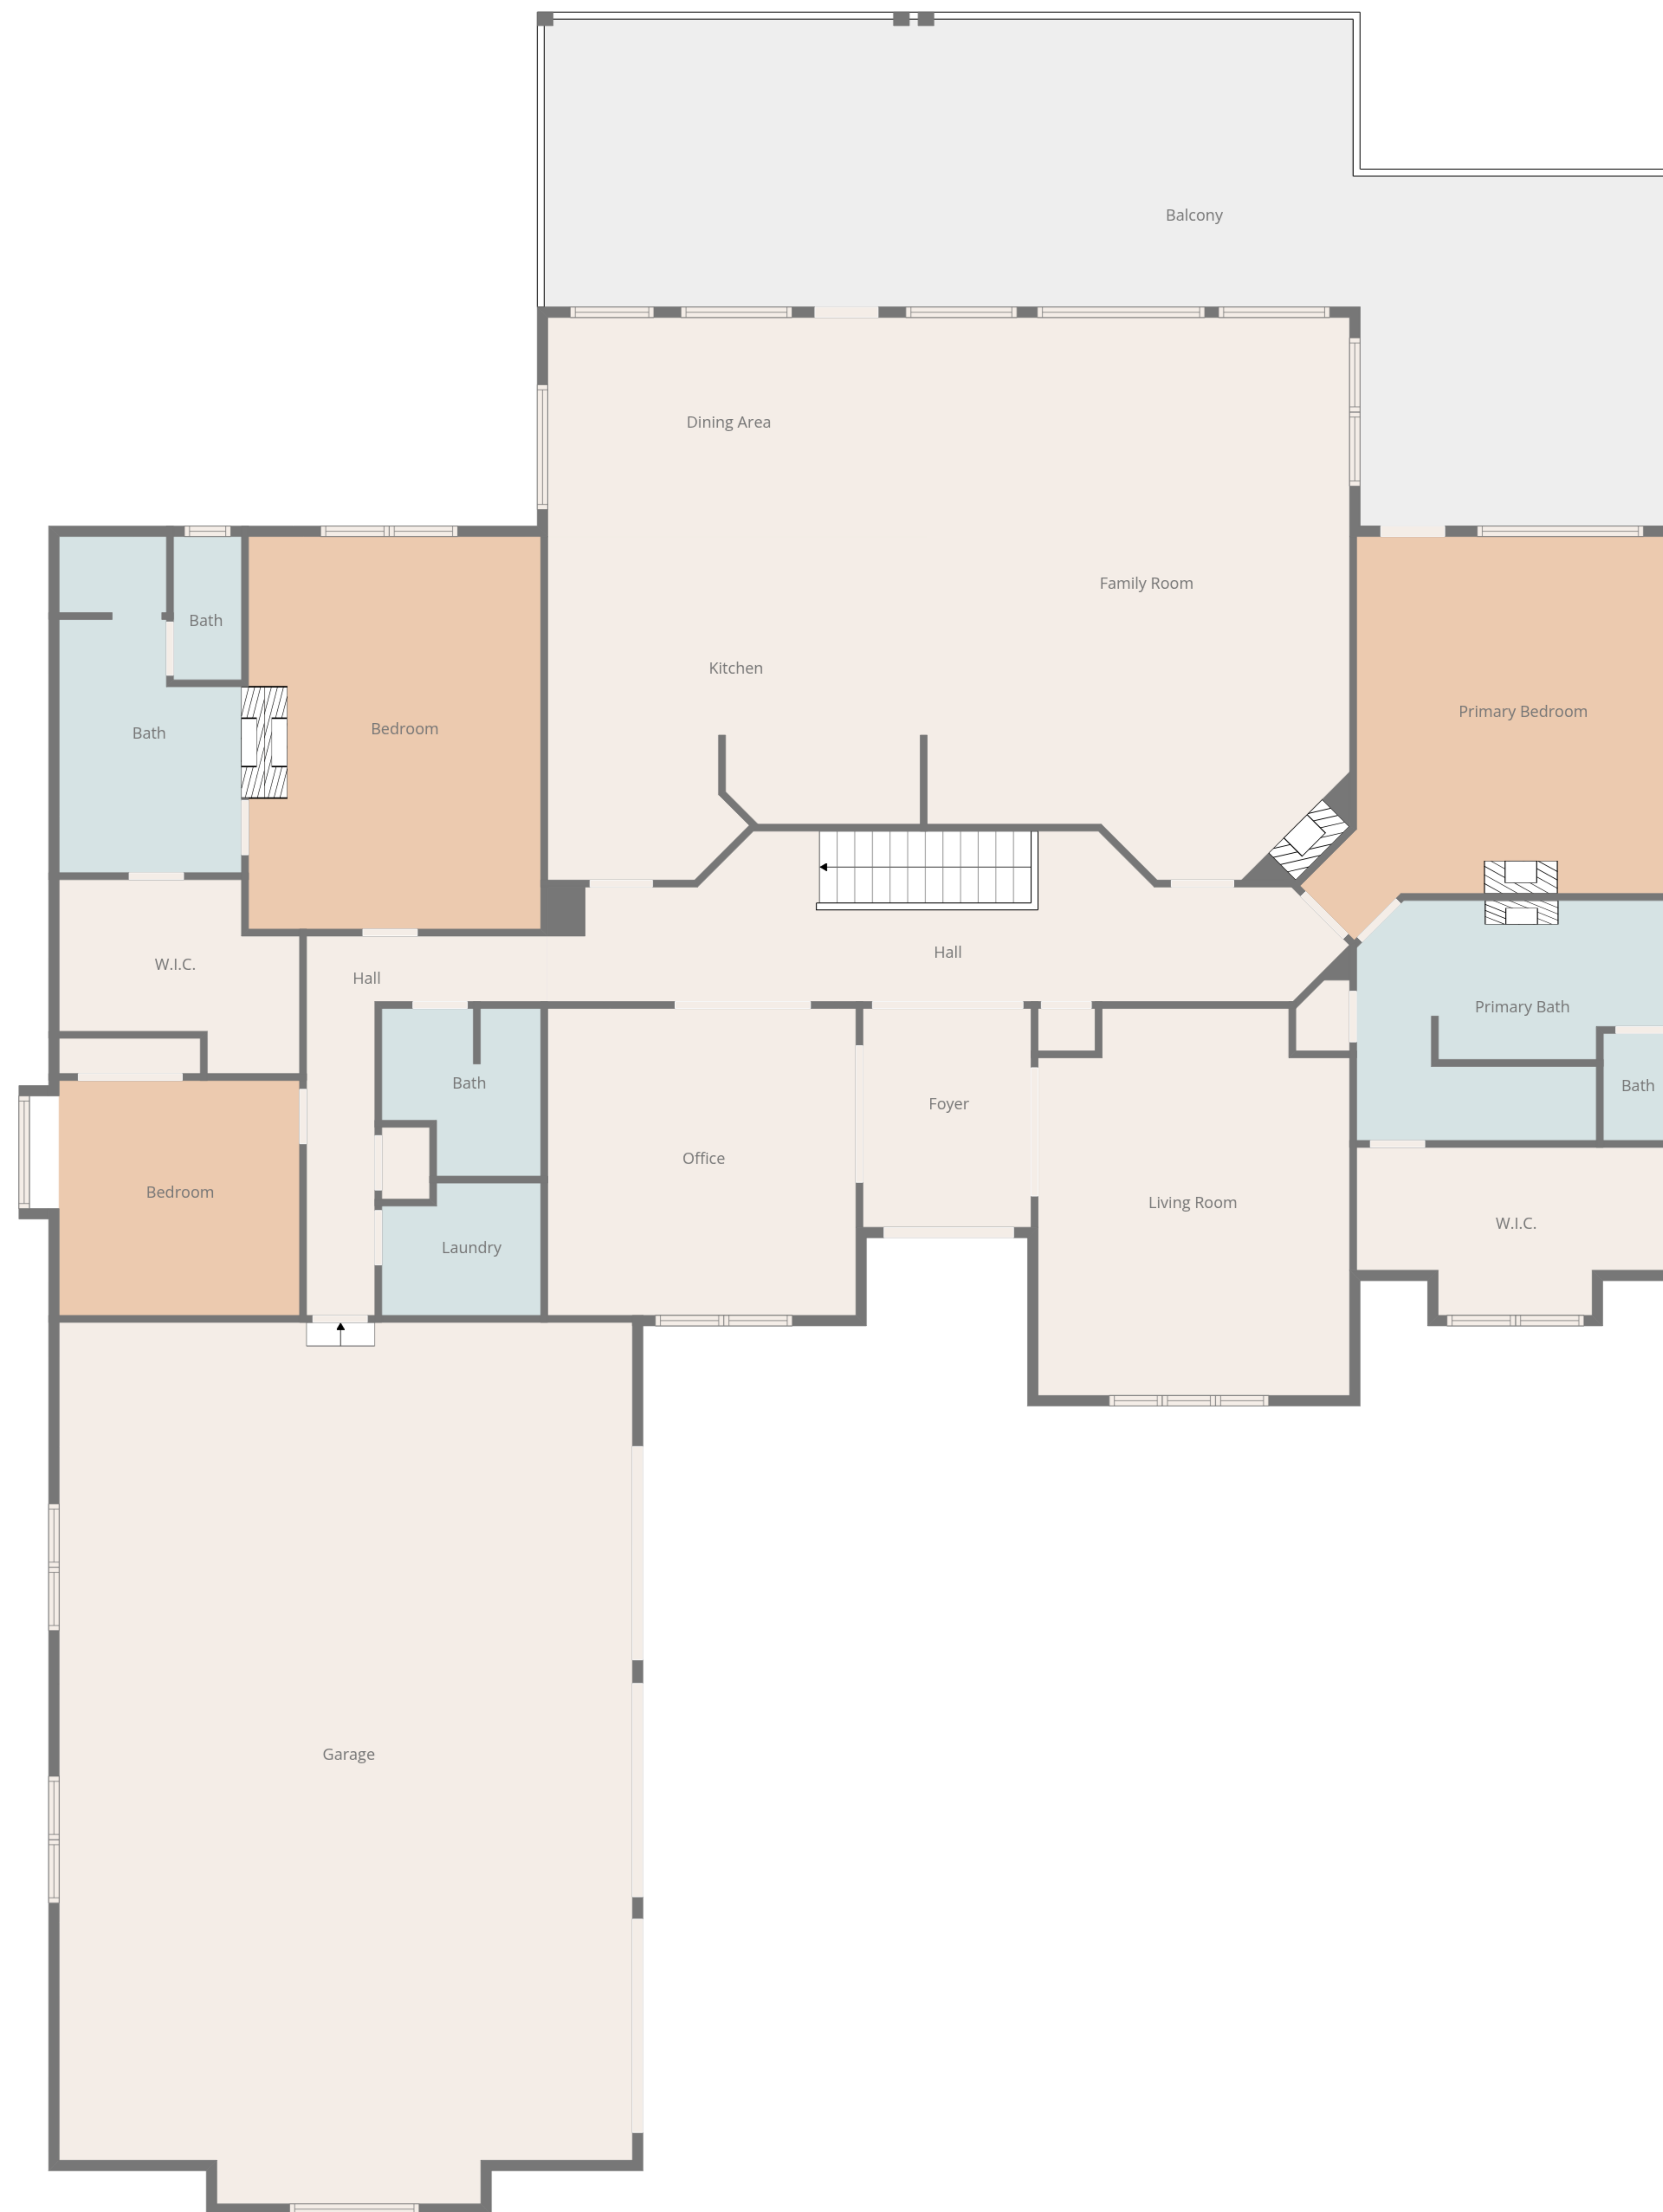 Balcony
Dining Area
Family Room
Bath
Kitchen
Primary Bedroom
Bedroom
Bath
Hall
W.I.C.
Hall
Primary Bath
Bath
Bath
Foyer
Office
Bedroom
Living Room
W.I.C.
Laundry
Garage